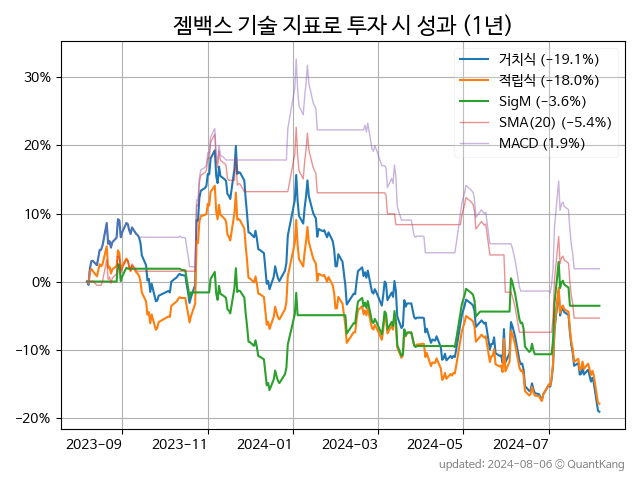 젬백스 기술 지표로 투자 시 성과 (1년)
거치식 (−19.1%)
적립식 (−18.0%)
SigM (−3.6%)
SMA(20) (−5.4%)
MACD (1.9%)
30%
20%
10%
0%
−10%
−20%
2023-09 2023-11 2024-01 2024-03 2024-05 2024-07
updated: 2024-08-06 © QuantKang